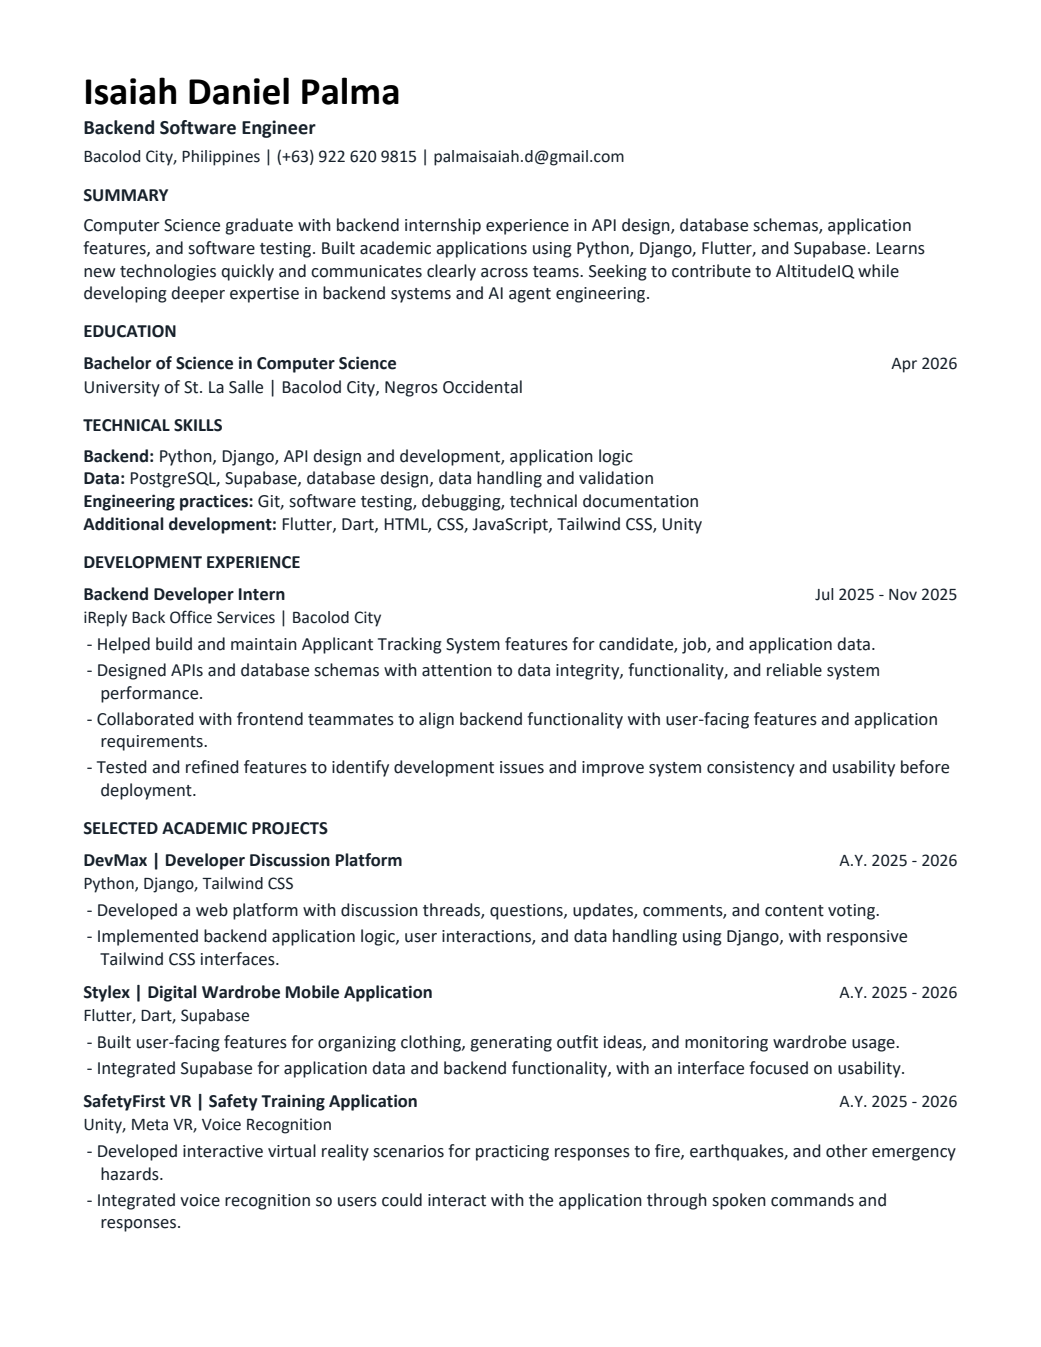 Isaiah Daniel Palma
Backend Software Engineer
Bacolod City, Philippines | (+63) 922 620 9815 | palmaisaiah.d@gmail.com
SUMMARY
Computer Science graduate with backend internship experience in API design, database schemas, application
features, and software testing. Built academic applications using Python, Django, Flutter, and Supabase. Learns
new technologies quickly and communicates clearly across teams. Seeking to contribute to AltitudeIQ while
developing deeper expertise in backend systems and AI agent engineering.
EDUCATION
Bachelor of Science in Computer Science Apr 2026
University of St. La Salle | Bacolod City, Negros Occidental
TECHNICAL SKILLS
Backend: Python, Django, API design and development, application logic
Data: PostgreSQL, Supabase, database design, data handling and validation
Engineering practices: Git, software testing, debugging, technical documentation
Additional development: Flutter, Dart, HTML, CSS, JavaScript, Tailwind CSS, Unity
DEVELOPMENT EXPERIENCE
Backend Developer Intern Jul 2025 - Nov 2025
iReply Back Office Services | Bacolod City
- Helped build and maintain Applicant Tracking System features for candidate, job, and application data.
- Designed APIs and database schemas with attention to data integrity, functionality, and reliable system
performance.
- Collaborated with frontend teammates to align backend functionality with user-facing features and application
requirements.
- Tested and refined features to identify development issues and improve system consistency and usability before
deployment.
SELECTED ACADEMIC PROJECTS
DevMax | Developer Discussion Platform A.Y. 2025 - 2026
Python, Django, Tailwind CSS
- Developed a web platform with discussion threads, questions, updates, comments, and content voting.
- Implemented backend application logic, user interactions, and data handling using Django, with responsive
Tailwind CSS interfaces.
Stylex | Digital Wardrobe Mobile Application A.Y. 2025 - 2026
Flutter, Dart, Supabase
- Built user-facing features for organizing clothing, generating outfit ideas, and monitoring wardrobe usage.
- Integrated Supabase for application data and backend functionality, with an interface focused on usability.
SafetyFirst VR | Safety Training Application A.Y. 2025 - 2026
Unity, Meta VR, Voice Recognition
- Developed interactive virtual reality scenarios for practicing responses to fire, earthquakes, and other emergency
hazards.
- Integrated voice recognition so users could interact with the application through spoken commands and
responses.